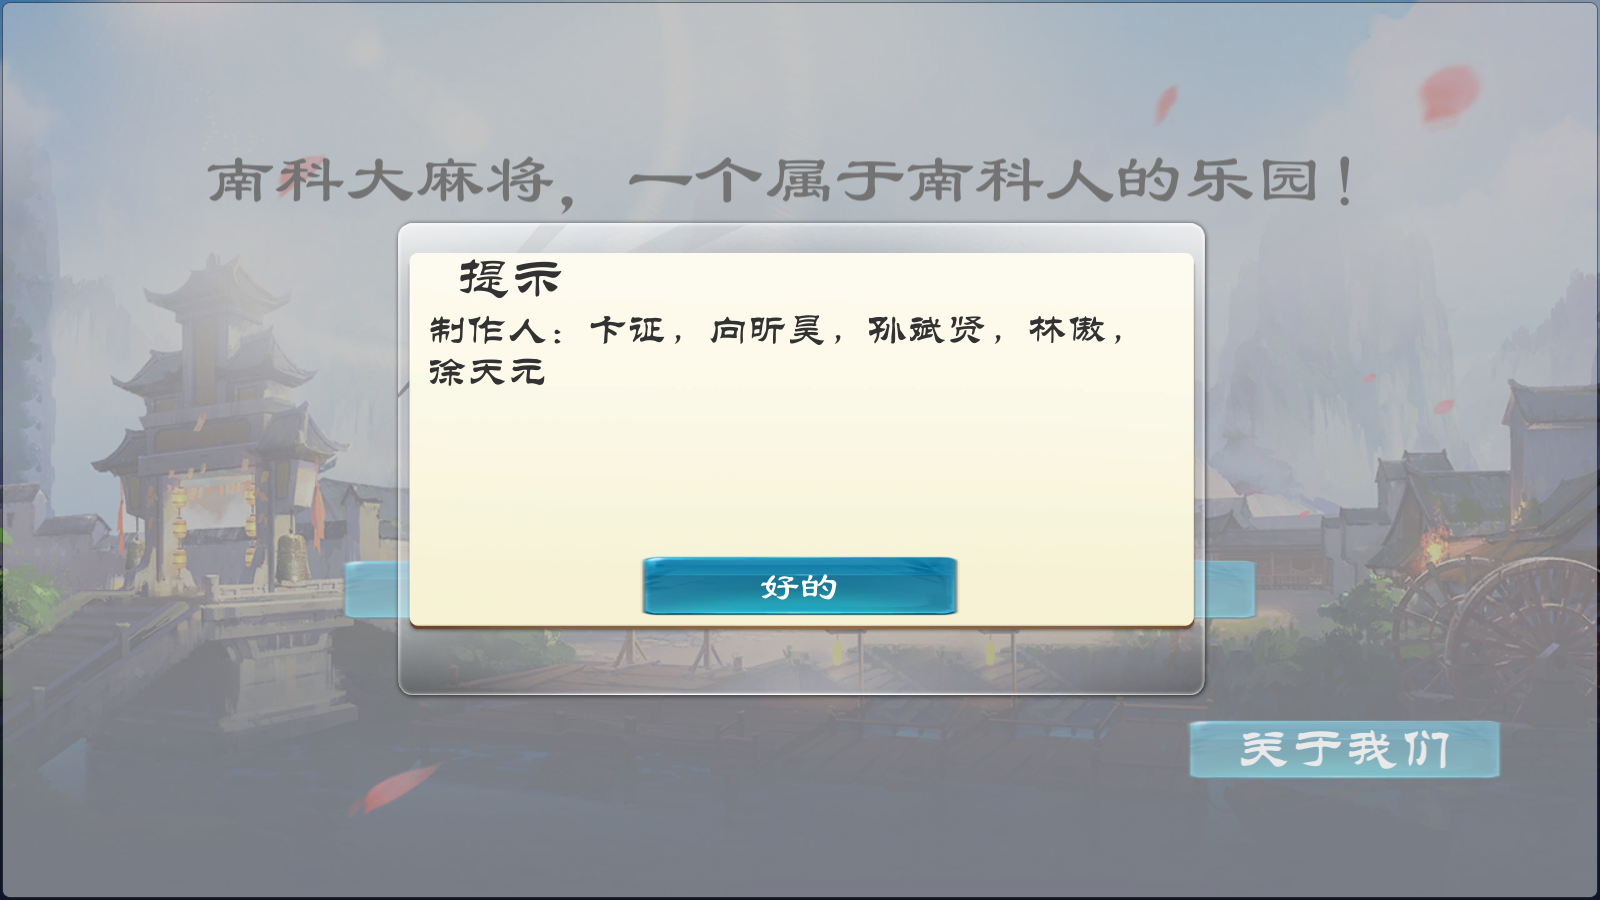 南科大麻将，一个属于南科人的乐园！
提示
制作人：卞证，向昕昊，孙斌贤，林傲，
徐天元
好的
关于我们